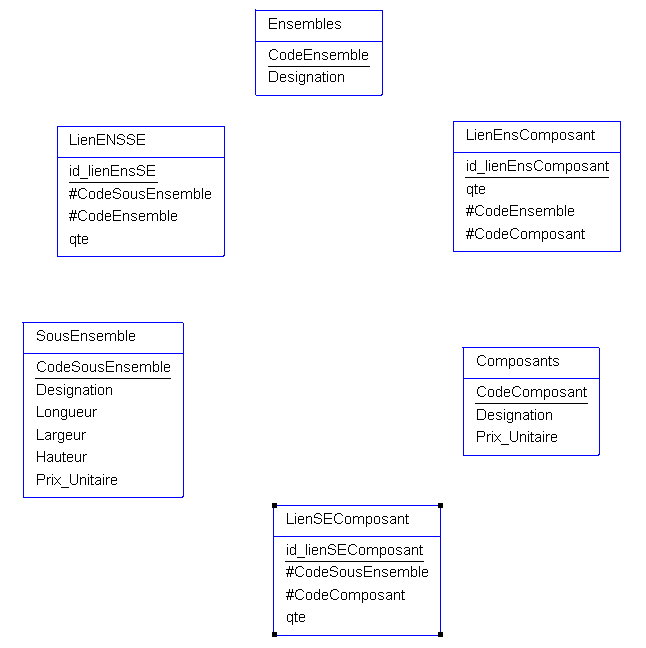 Ensembles
CodeEnsemble
Designation
LienENSSE
id_lienEnsSE
#CodeSousEnsemble
#CodeEnsemble
qte
LienEnsComposant
id_lienEnsComposant
qte
#CodeEnsemble
#CodeComposant
SousEnsemble
CodeSousEnsemble
Designation
Longueur
Largeur
Hauteur
Prix_Unitaire
Composants
CodeComposant
Designation
Prix_Unitaire
LienSEComposant
id_lienSEComposant
#CodeSousEnsemble
#CodeComposant
qte